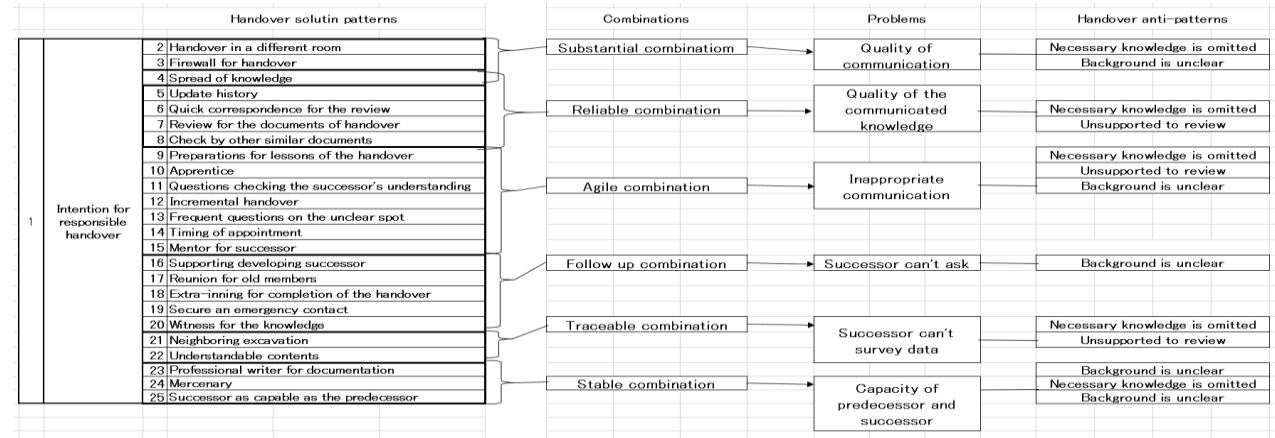 Handover solutin patterns
Combinations
Problems
Handover anti-patterns
1
Intention for
responsible
handover
2 Handover in a different room
3 Firewall for handover
4 Spread of knowledge
5 Update history
6 Quick correspondence for the review
7 Review for the documents of handover
8 Check by other similar documents
9 Preparations for lessons of the handover
10 Apprentice
11 Questions checking the successor's understanding
12 Incremental handover
13 Frequent questions on the unclear spot
14 Timing of appointment
15 Mentor for successor
16 Supporting developing successor
17 Reunion for old members
18 Extra-inning for completion of the handover
19 Secure an emergency contact
20 Witness for the knowledge
21 Neighboring excavation
22 Understandable contents
23 Professional writer for documentation
24 Mercenary
25 Successor as capable as the predecessor
Substantial combinatiom
Reliable combination
Agile combination
Follow up combination
Traceable combination
Stable combination
Quality of
communication
Quality of the
communicated
knowledge
Inappropriate
communication
Successor can't ask
Successor can't
survey data
Capacity of
predecessor and
successor
Necessary knowledge is omitted
Background is unclear
Necessary knowledge is omitted
Unsupported to review
Necessary knowledge is omitted
Unsupported to review
Background is unclear
Background is unclear
Necessary knowledge is omitted
Unsupported to review
Background is unclear
Necessary knowledge is omitted
Background is unclear